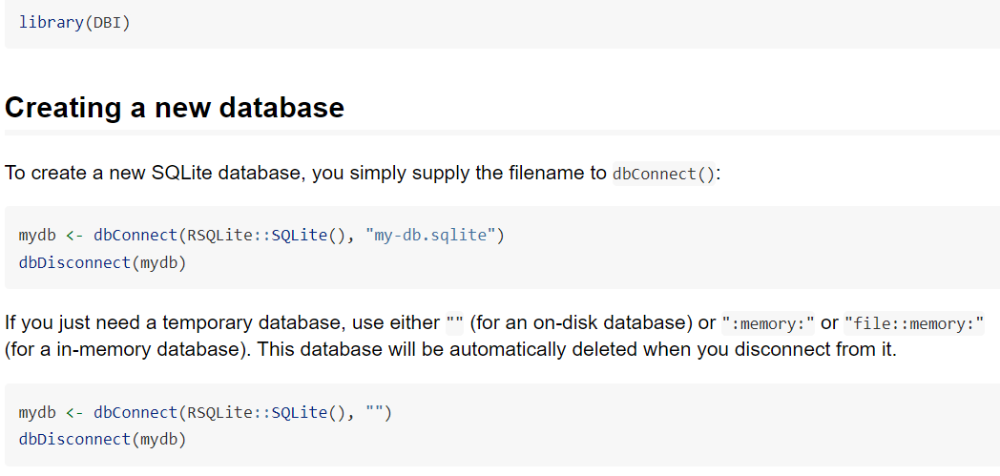 library(DBI)
Creating a new database
To create a new SQLite database, you simply supply the filename to dbConnect():
mydb <- dbConnect(RSQLite::SQLite(), "my-db.sqlite")
dbDisconnect(mydb)
If you just need a temporary database, use either "" (for an on-disk database) or ":memory:" or "file::memory:"
(for a in-memory database). This database will be automatically deleted when you disconnect from it.
mydb <- dbConnect(RSQLite::SQLite(), "")
dbDisconnect(mydb)